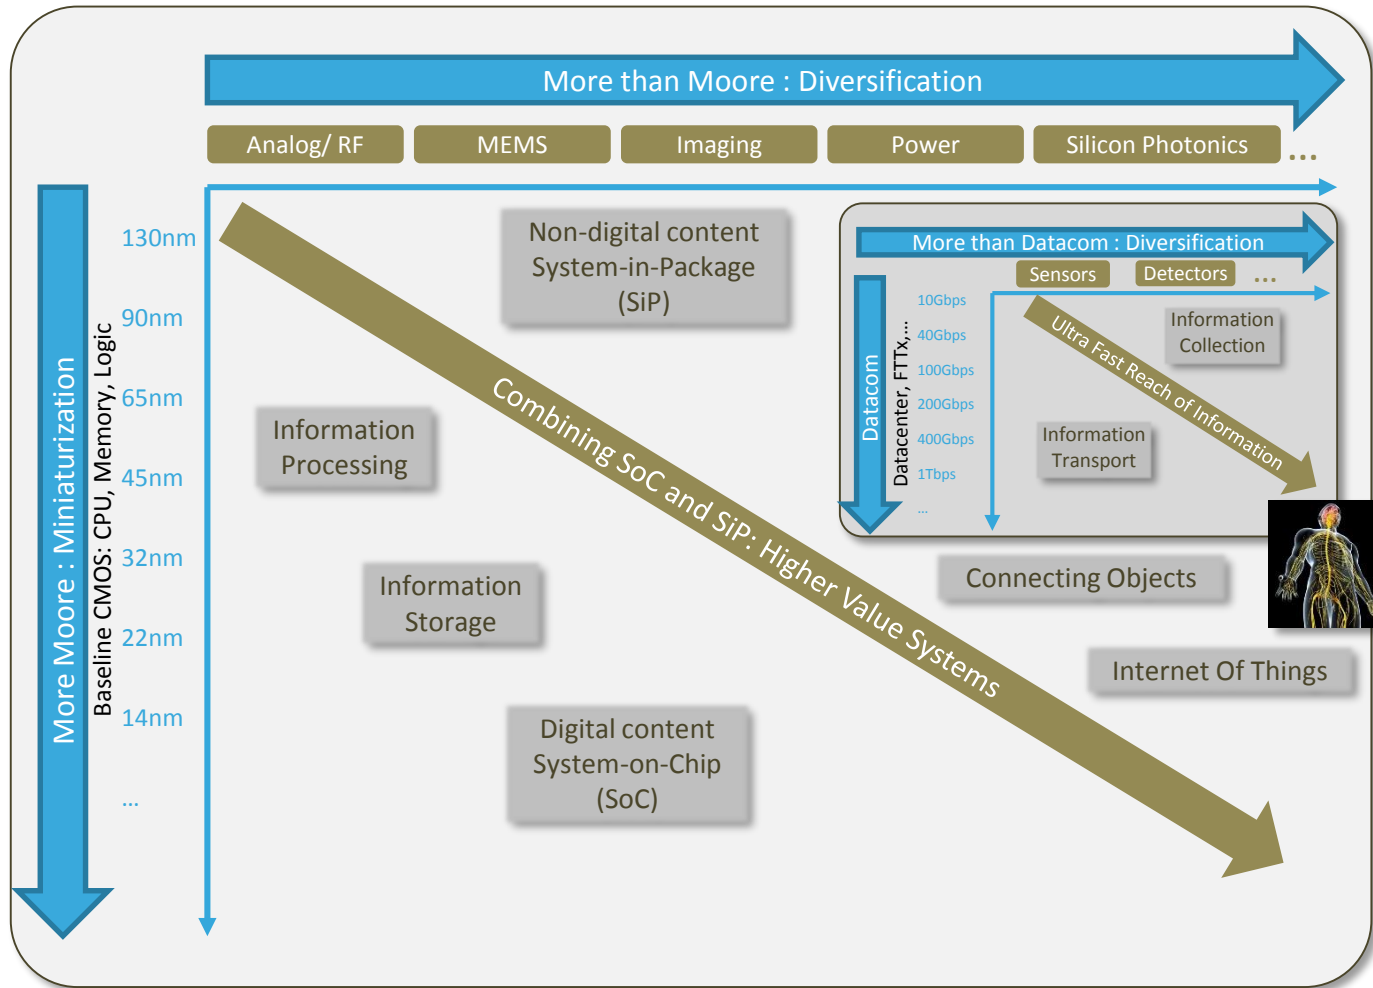 More than Moore : Diversification
Analog/ RF
MEMS
Imaging
Power
Silicon Photonics
...
More Moore : Miniaturization
Baseline CMOS: CPU, Memory, Logic
130nm
90nm
65nm
45nm
32nm
22nm
14nm
...
Non-digital content
System-in-Package
(SiP)
Information
Processing
Information
Storage
Digital content
System-on-Chip
(SoC)
Combining SoC and SiP: Higher Value Systems
More than Datacom : Diversification
Sensors
Detectors
...
Datacom
Datacenter, FTTx,...
10Gbps
40Gbps
100Gbps
200Gbps
400Gbps
1Tbps
...
Ultra Fast Reach of Information
Information
Collection
Information
Transport
Connecting Objects
Internet Of Things